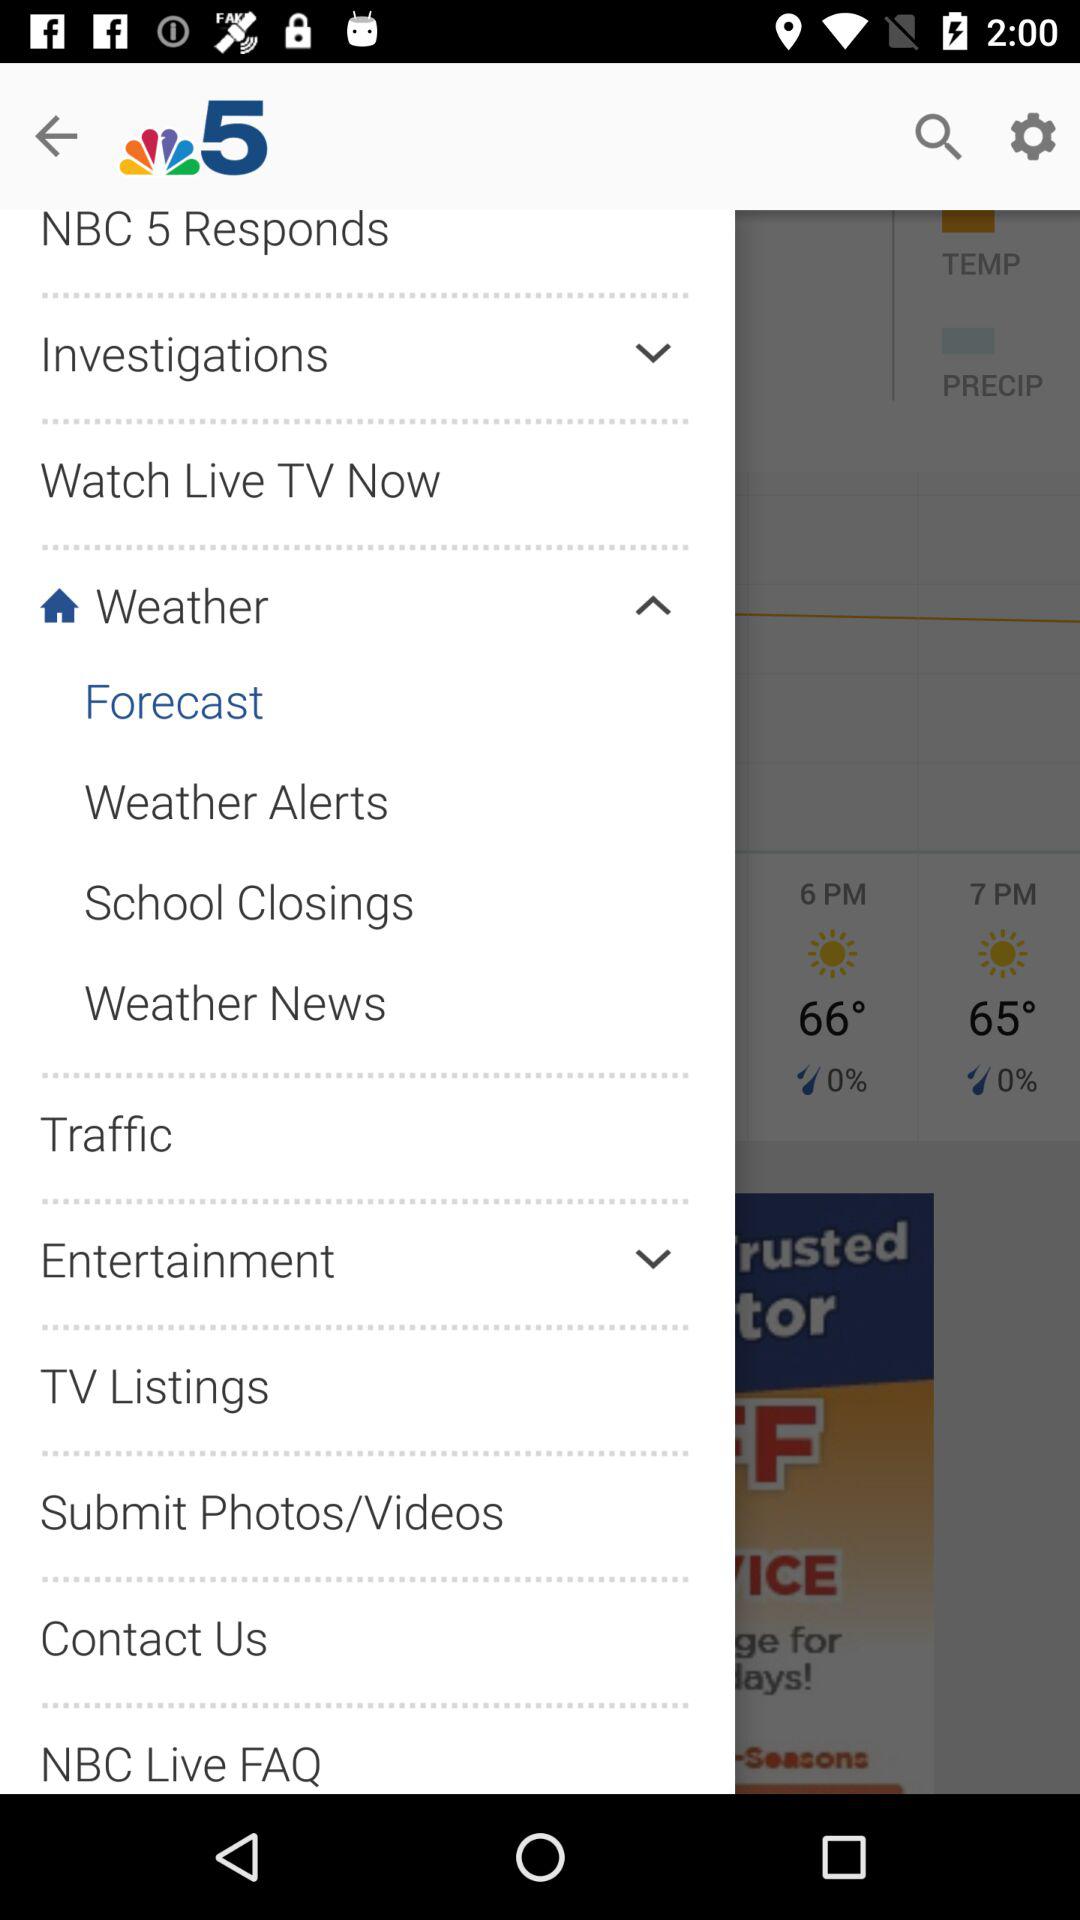 FAKE
2:00
5
NBC 5 Responds
TEMP
Investigations
PRECIP
Watch Live TV Now
Weather
Forecast
Weather Alerts
6 PM
7 PM
School Closings
66°
65°
Weather News
0%
0%
Traffic
rusted
Entertainment
tor
TV Listings
FF
Submit Photos/Videos
VICE
Contact Us
ge for
days!
NBC Live FAQ
-Seasons